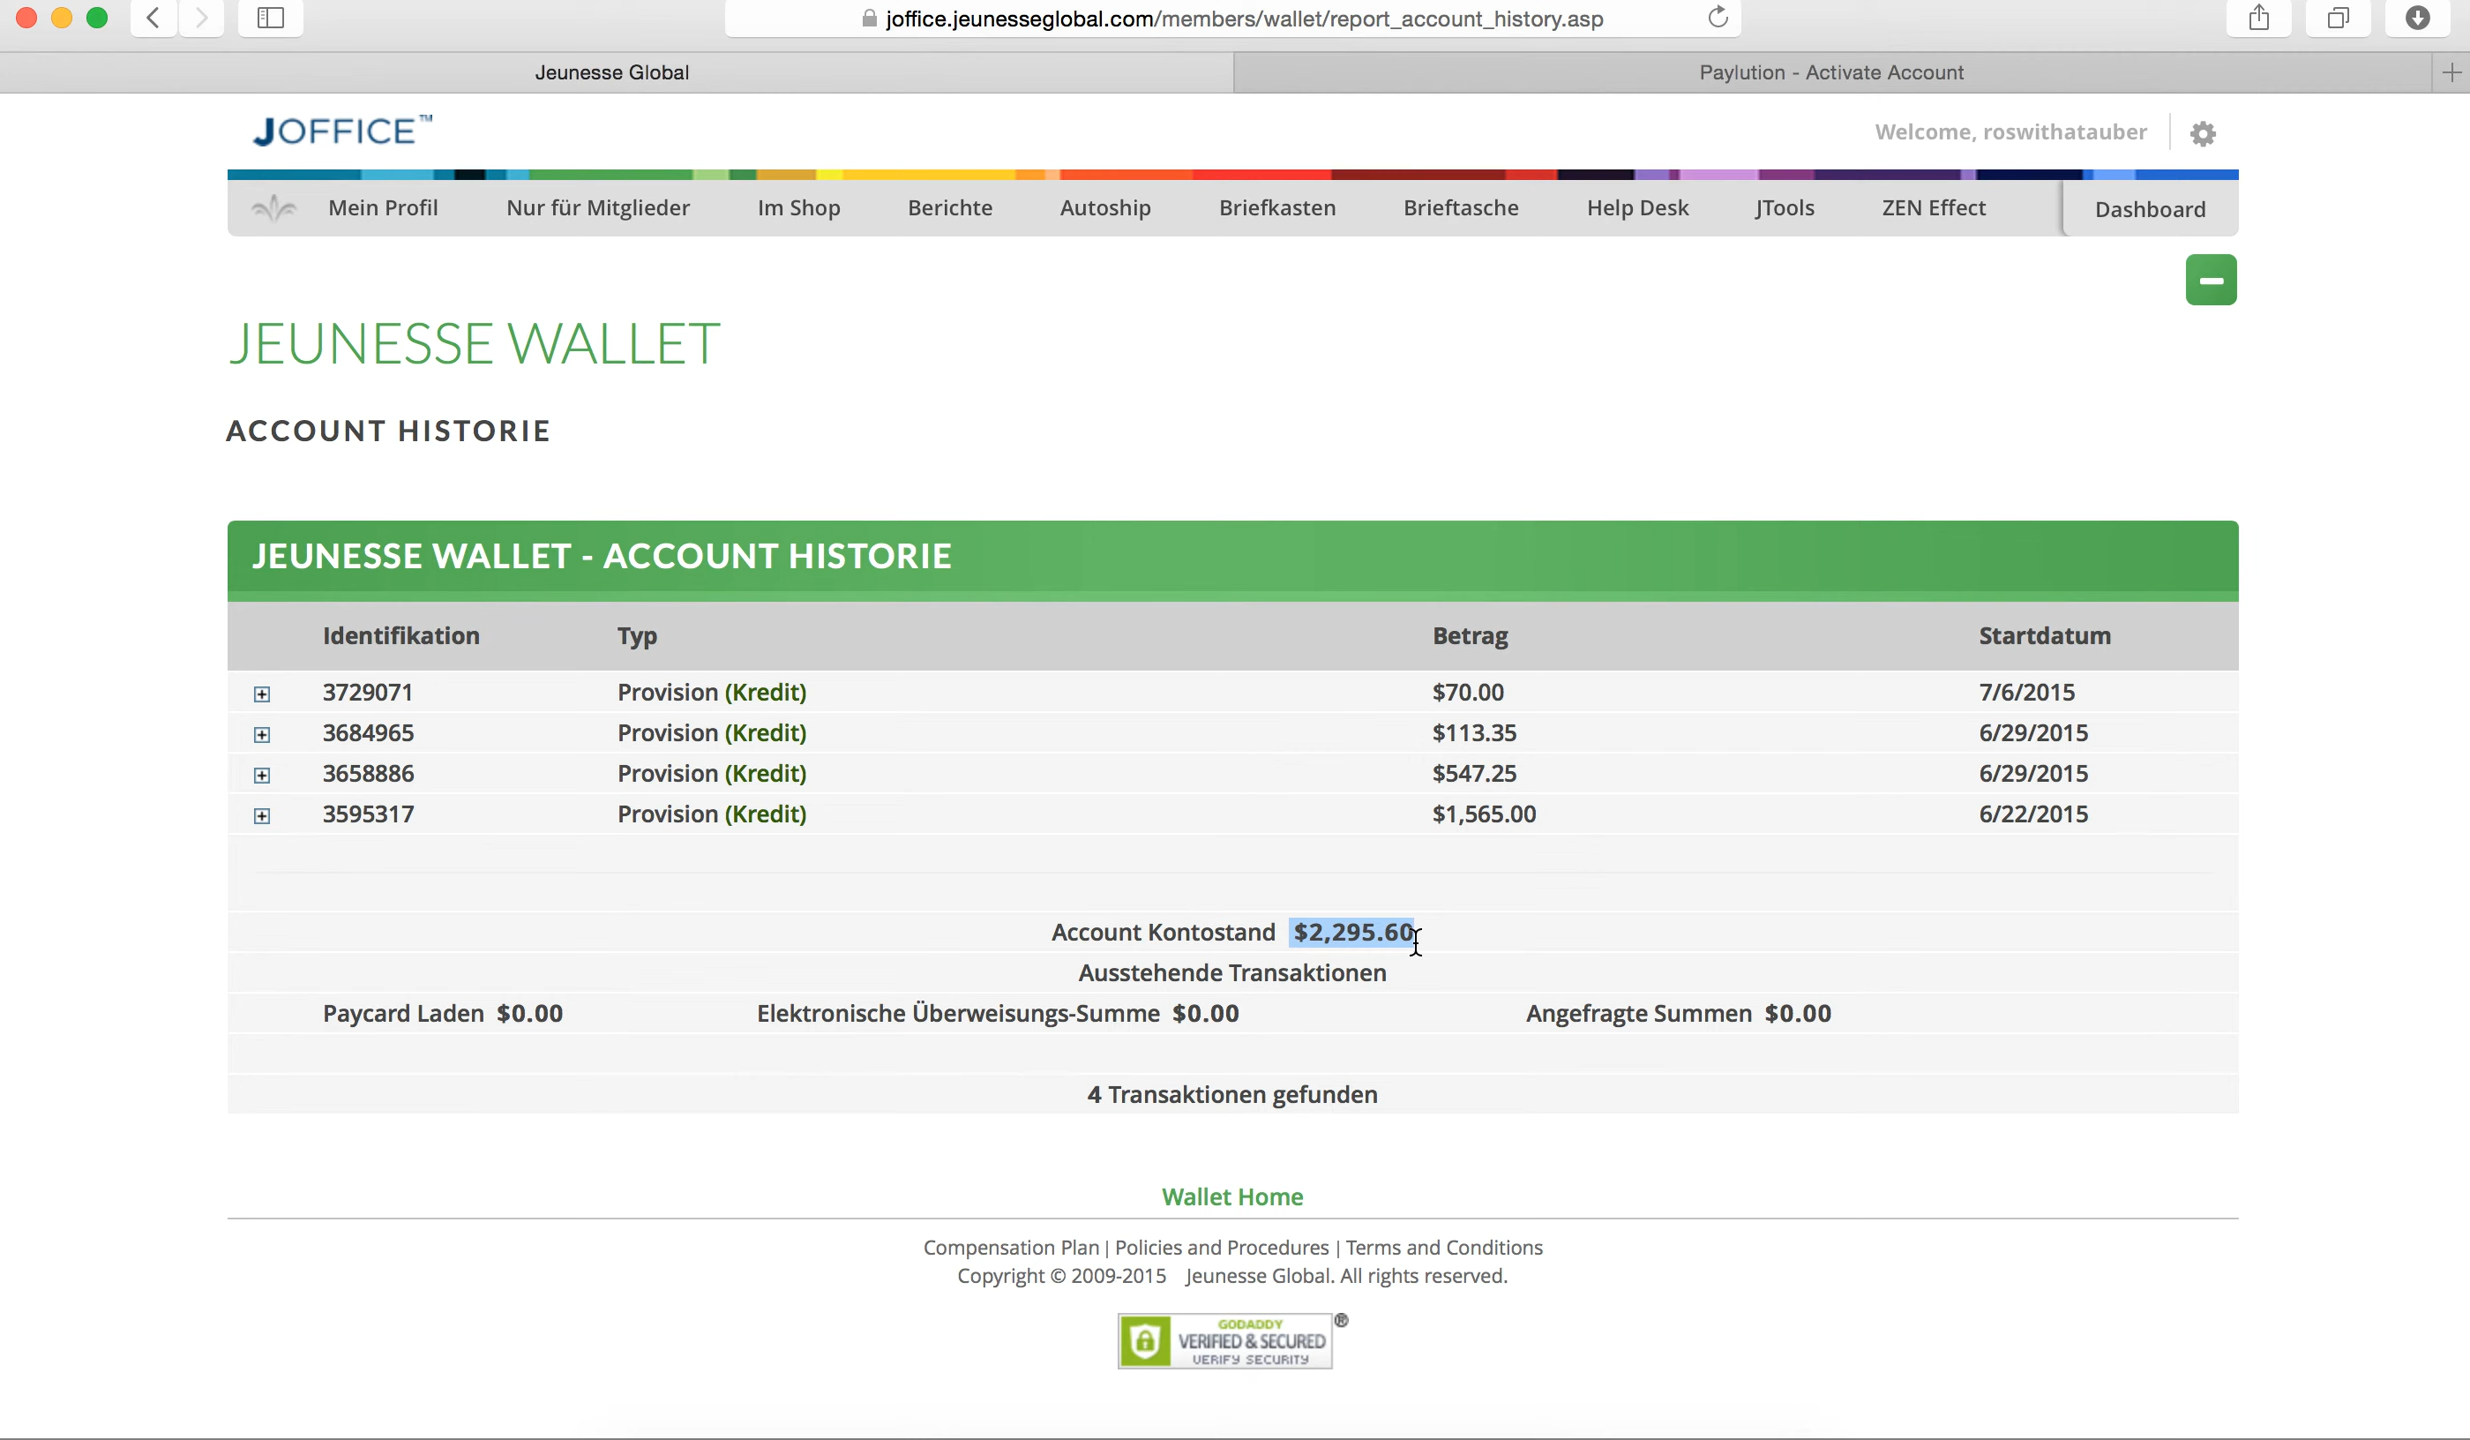 joffice.jeunesseglobal.com/members/wallet/report_account_history.asp
Jeunesse Global
Paylution - Activate Account
JOFFICE™
Welcome, roswithatauber
Mein Profil Nur für Mitglieder Im Shop Berichte Autoship Briefkasten Brieftasche Help Desk JTools ZEN Effect Dashboard
JEUNESSE WALLET
ACCOUNT HISTORIE
JEUNESSE WALLET - ACCOUNT HISTORIE
Identifikation Typ Betrag Startdatum
3729071 Provision (Kredit) $70.00 7/6/2015
3684965 Provision (Kredit) $113.35 6/29/2015
3658886 Provision (Kredit) $547.25 6/29/2015
3595317 Provision (Kredit) $1,565.00 6/22/2015
Account Kontostand $2,295.60
Ausstehende Transaktionen
Paycard Laden $0.00 Elektronische Überweisungs-Summe $0.00 Angefragte Summen $0.00
4 Transaktionen gefunden
Wallet Home
Compensation Plan | Policies and Procedures | Terms and Conditions
Copyright © 2009-2015 Jeunesse Global. All rights reserved.
GODADDY ®
VERIFIED & SECURED
VERIFY SECURITY